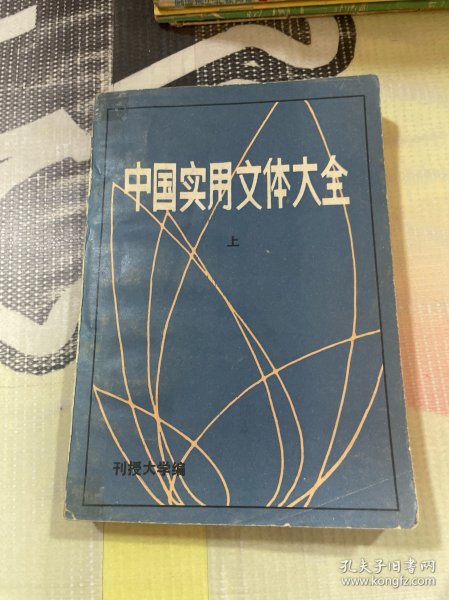 中国实用文体大全
上
刊授大学编
孔夫子旧书网
www.kongfz.com